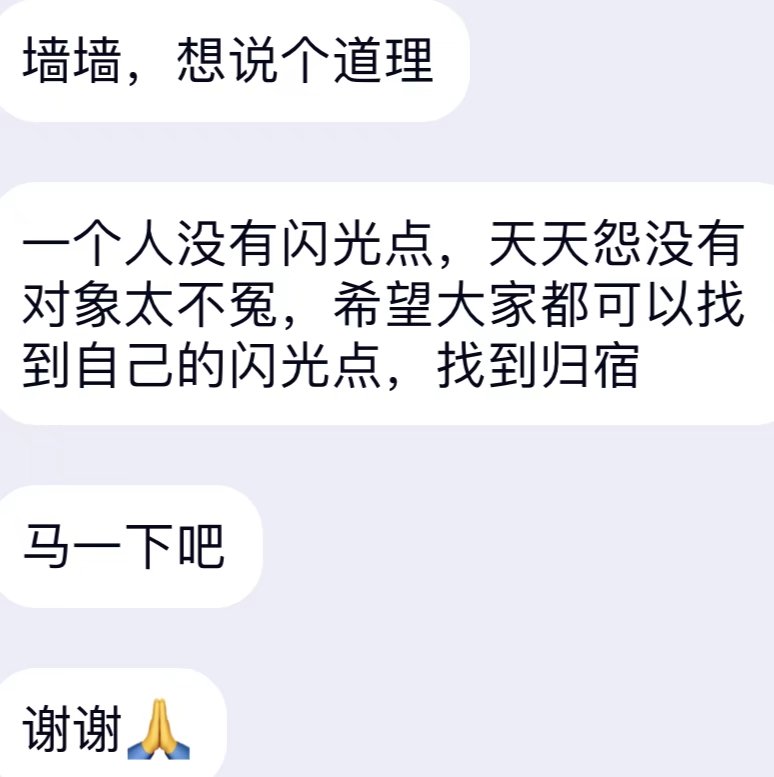 墙墙，想说个道理
一个人没有闪光点，天天怨没有
对象太不冤，希望大家都可以找
到自己的闪光点，找到归宿
马一下吧
谢谢🙏